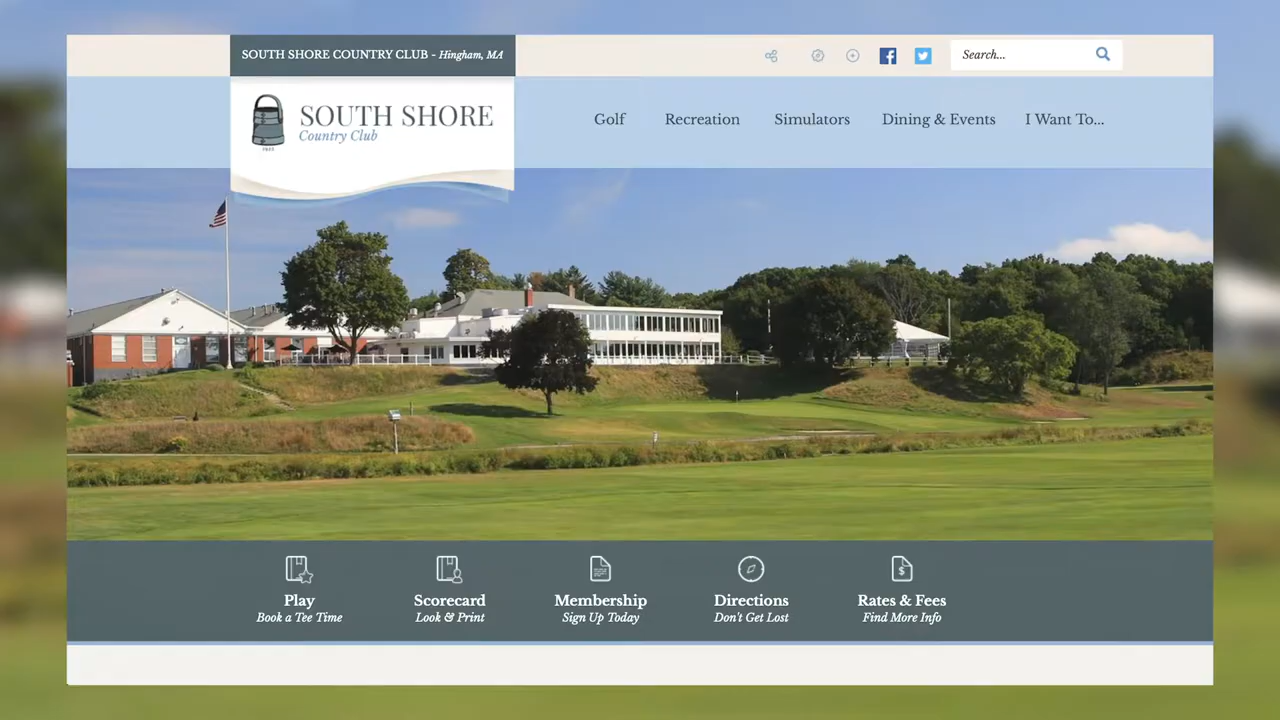 SOUTH SHORE COUNTRY CLUB - Hingham, MA
Search...
SOUTH SHORE
Country Club
Golf
Recreation
Simulators
Dining & Events
I Want To...
Play
Book a Tee Time
Scorecard
Look & Print
Membership
Sign Up Today
Directions
Don't Get Lost
Rates & Fees
Find More Info